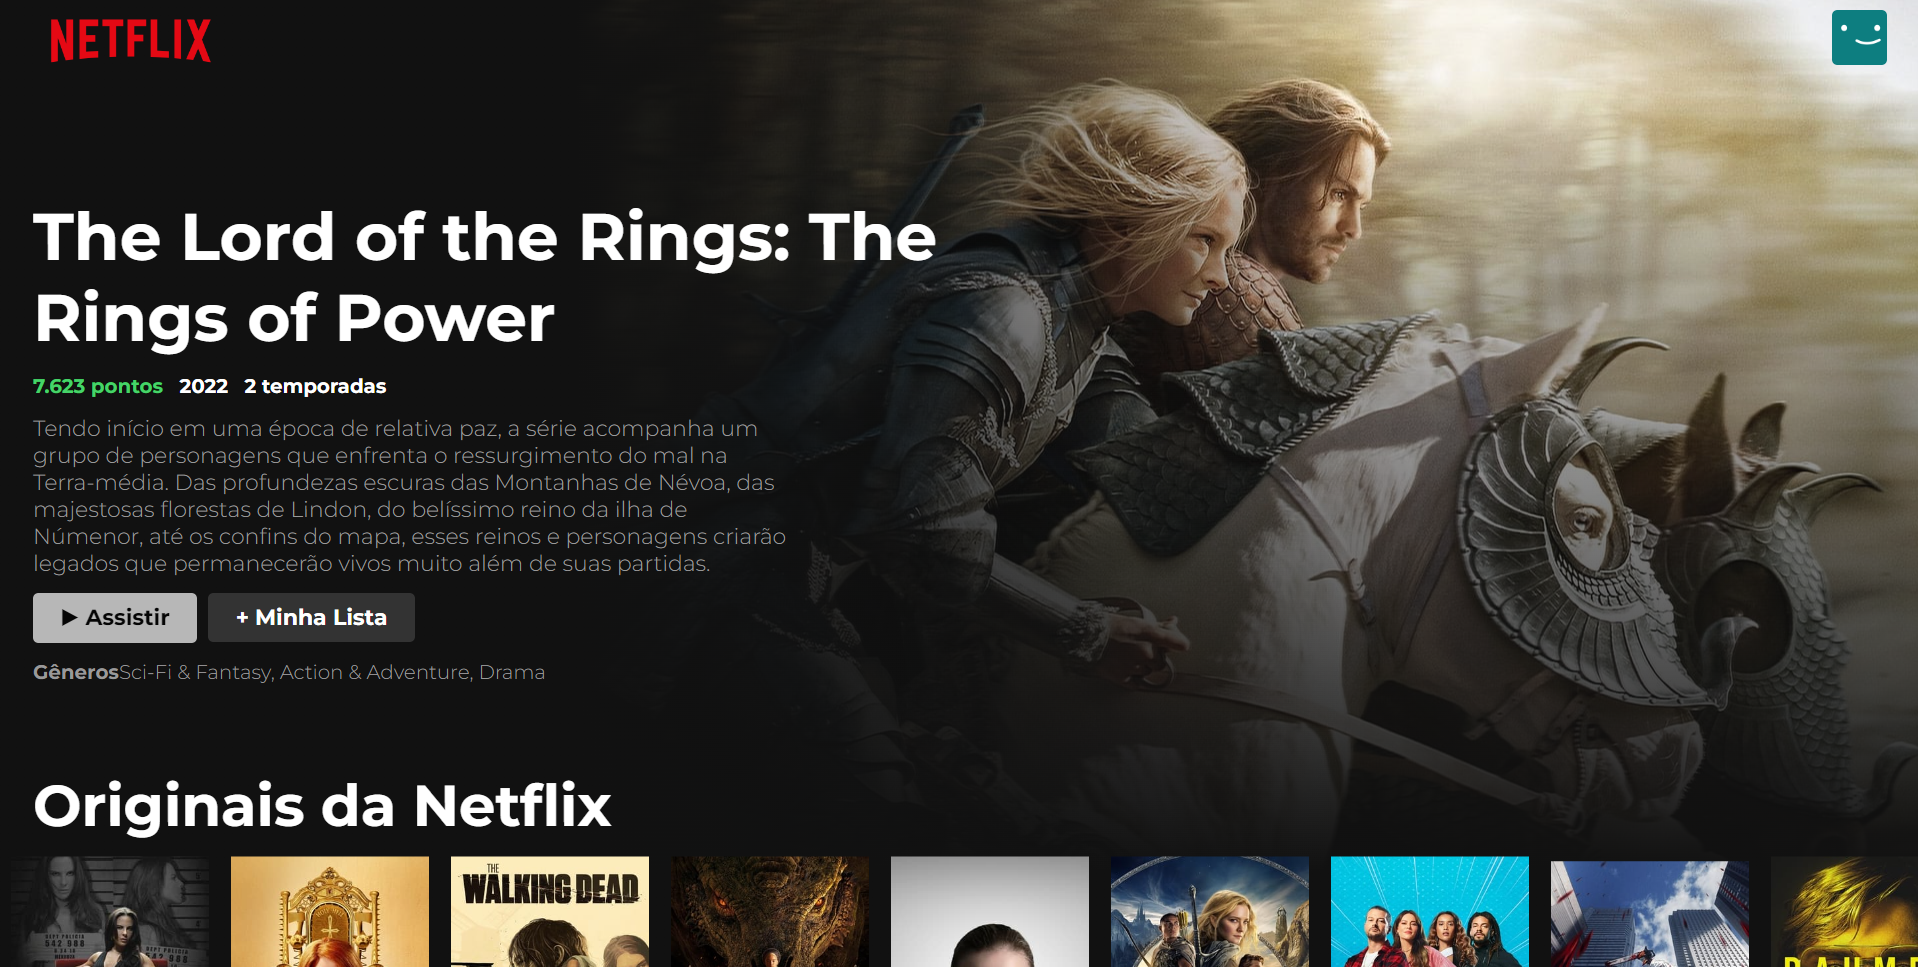 NETFLIX
The Lord of the Rings: The
Rings of Power
7.623 pontos 2022 2 temporadas
Tendo início em uma época de relativa paz, a série acompanha um
grupo de personagens que enfrenta o ressurgimento do mal na
Terra-média. Das profundezas escuras das Montanhas de Névoa, das
majestosas florestas de Lindon, do belíssimo reino da ilha de
Númenor, até os confins do mapa, esses reinos e personagens criarão
legados que permanecerão vivos muito além de suas partidas.
▶ Assistir + Minha Lista
GênerosSci-Fi & Fantasy, Action & Adventure, Drama
Originais da Netflix
THE
WALKING DEAD
542 988